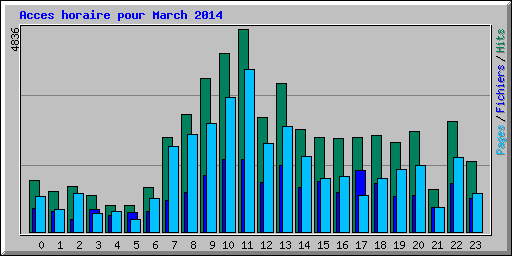 Acces horaire pour March 2014
4836
Pages / Fichiers / Hits
0 1 2 3 4 5 6 7 8 9 10 11 12 13 14 15 16 17 18 19 20 21 22 23